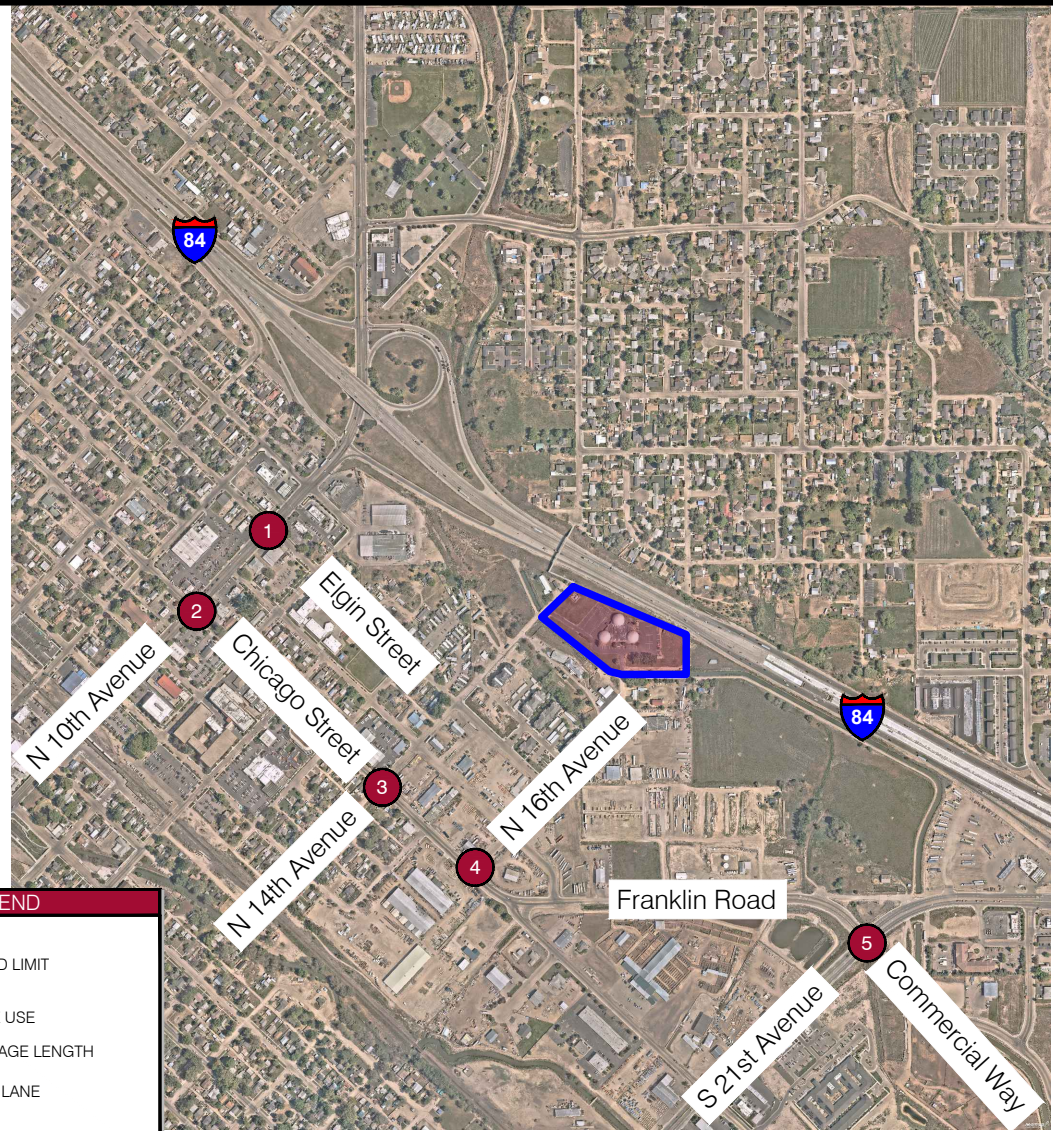 84
1
2
Elgin Street
N 10th Avenue
Chicago Street
84
3
N 16th Avenue
N 14th Avenue
4
END
D LIMIT
USE
AGE LENGTH
LANE
Franklin Road
5
S 21st Avenue
Commercial Way